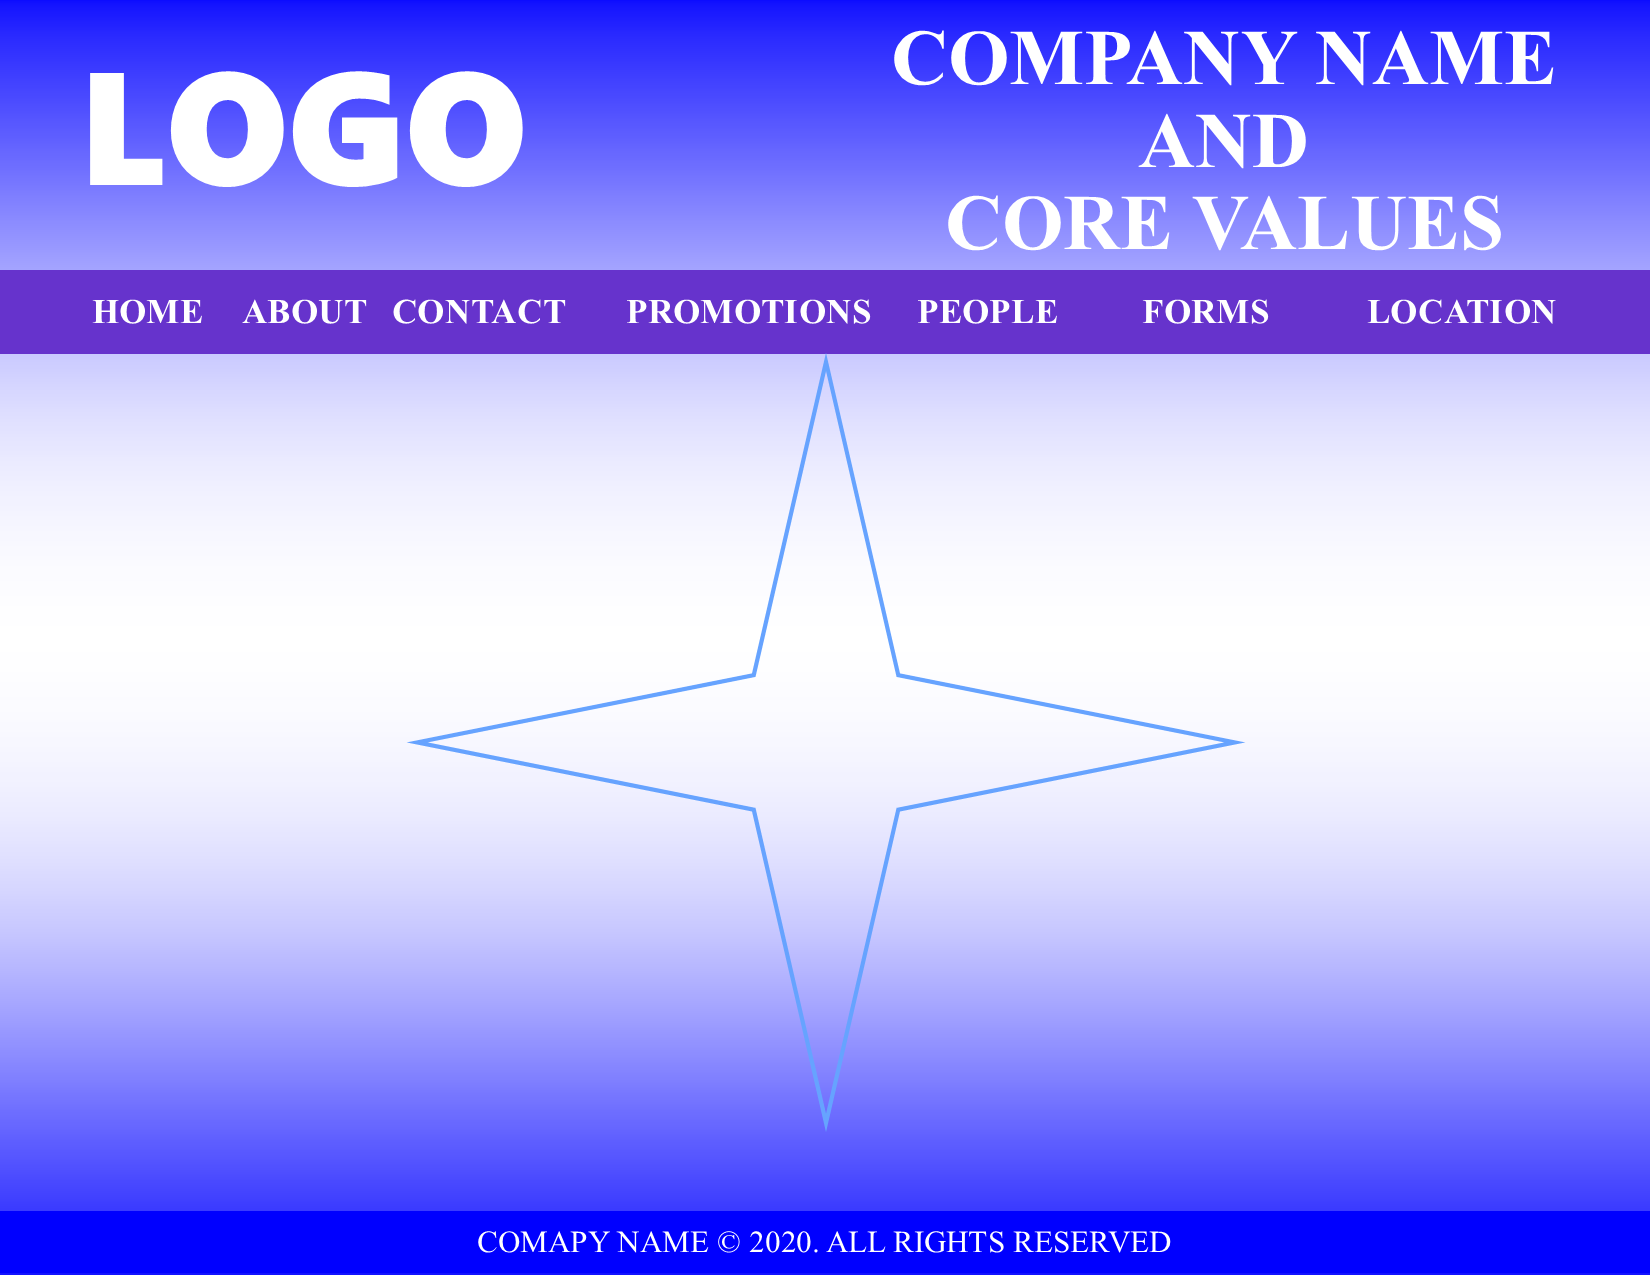 LOGO
COMPANY NAME
AND
CORE VALUES
HOME ABOUT CONTACT PROMOTIONS PEOPLE FORMS LOCATION
COMAPY NAME © 2020. ALL RIGHTS RESERVED